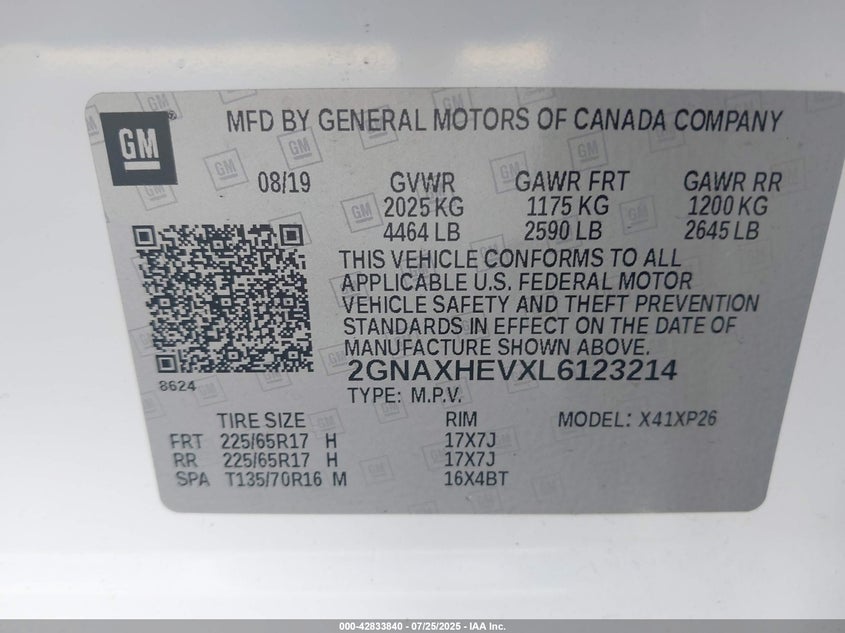 GM
MFD BY GENERAL MOTORS OF CANADA COMPANY
08/19 GVWR GAWR FRT GAWR RR
2025 KG 1175 KG 1200 KG
4464 LB 2590 LB 2645 LB
THIS VEHICLE CONFORMS TO ALL
APPLICABLE U.S. FEDERAL MOTOR
VEHICLE SAFETY AND THEFT PREVENTION
STANDARDS IN EFFECT ON THE DATE OF
MANUFACTURE SHOWN ABOVE.
8624
2GNAXHEVXL6123214
TYPE: M.P.V.
TIRE SIZE RIM MODEL: X41XP26
FRT 225/65R17 H 17X7J
RR 225/65R17 H 17X7J
SPA T135/70R16 M 16X4BT
000-42833840 - 07/25/2025 - IAA Inc.